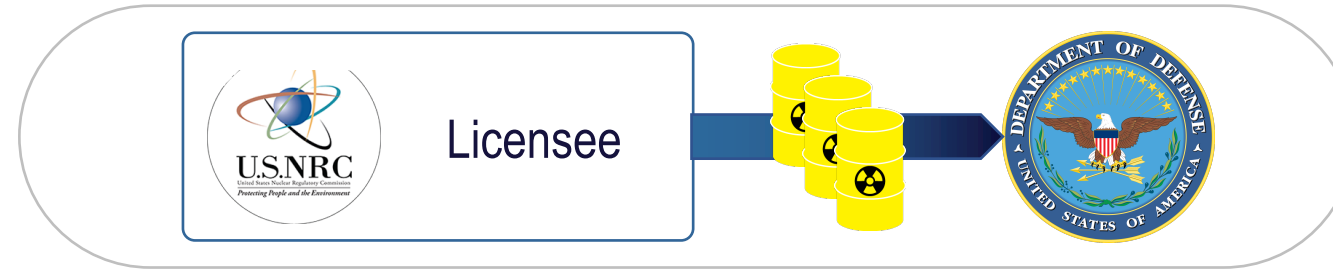 U.S.NRC
United States Nuclear Regulatory Commission
Protecting People and the Environment
Licensee
DEPARTMENT OF DEFENSE
UNITED STATES OF AMERICA